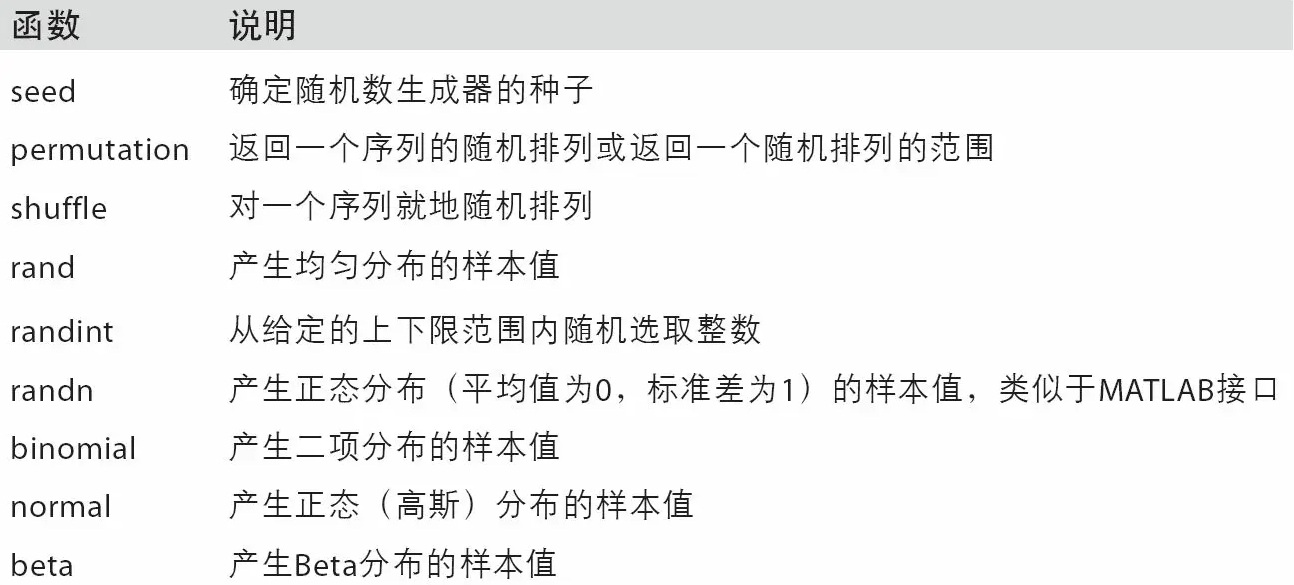 函数 说明
seed 确定随机数生成器的种子
permutation 返回一个序列的随机排列或返回一个随机排列的范围
shuffle 对一个序列就地随机排列
rand 产生均匀分布的样本值
randint 从给定的上下限范围内随机选取整数
randn 产生正态分布（平均值为0，标准差为1）的样本值，类似于MATLAB接口
binomial 产生二项分布的样本值
normal 产生正态（高斯）分布的样本值
beta 产生Beta分布的样本值